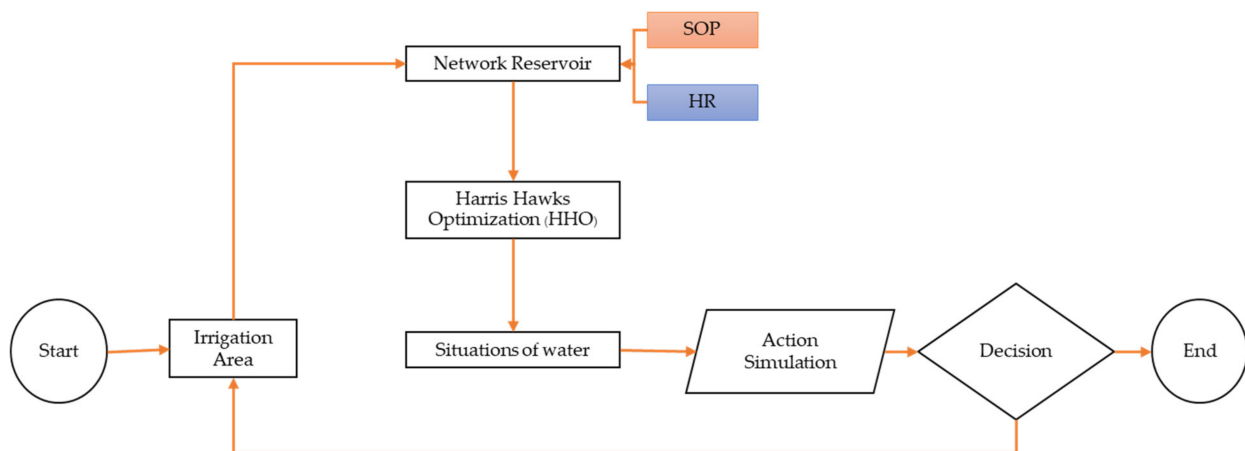 SOP
Network Reservoir
HR
Harris Hawks
Optimization (HHO)
Start
Irrigation
Area
Situations of water
Action
Simulation
Decision
End